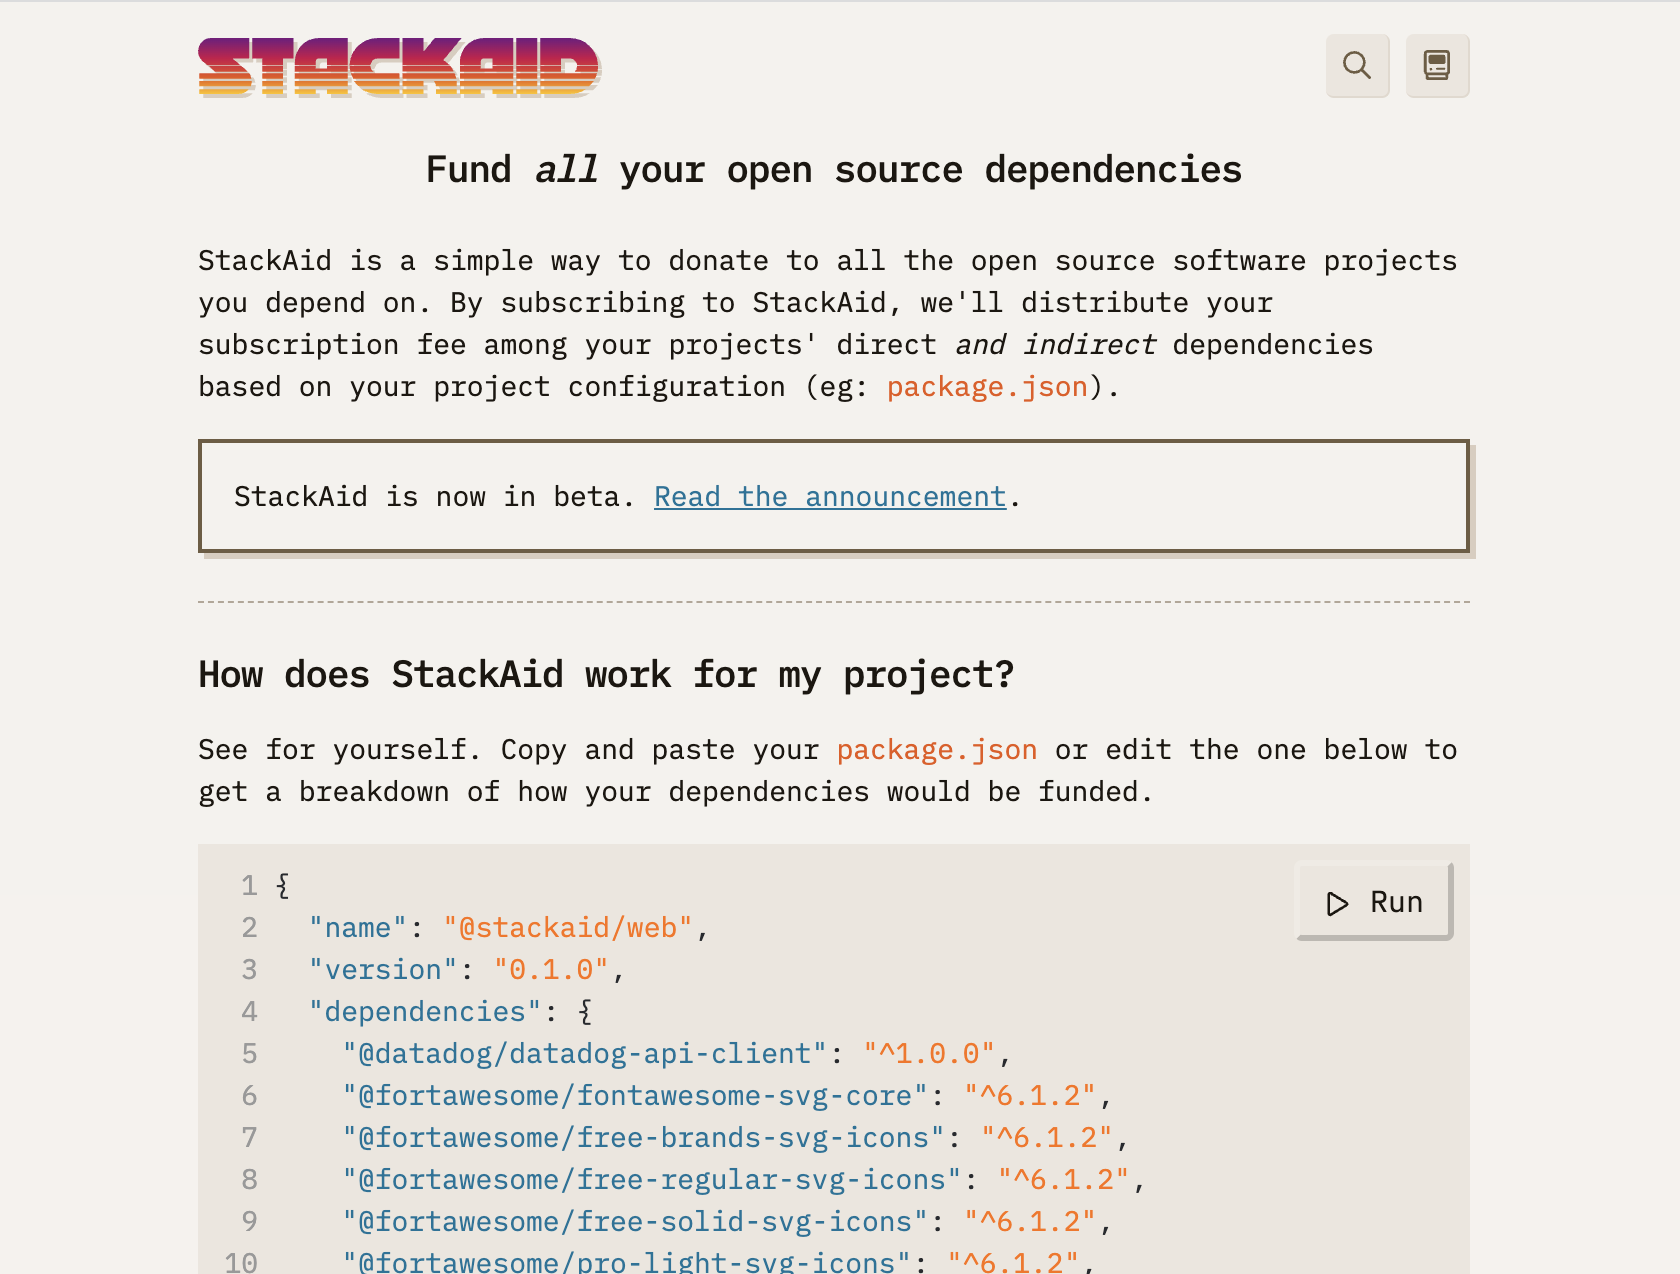 STACKAID
Fund all your open source dependencies
StackAid is a simple way to donate to all the open source software projects
you depend on. By subscribing to StackAid, we'll distribute your
subscription fee among your projects' direct and indirect dependencies
based on your project configuration (eg: package.json).
StackAid is now in beta. Read the announcement.
How does StackAid work for my project?
See for yourself. Copy and paste your package.json or edit the one below to
get a breakdown of how your dependencies would be funded.
Run
1 {
2   "name": "@stackaid/web",
3   "version": "0.1.0",
4   "dependencies": {
5     "@datadog/datadog-api-client": "^1.0.0",
6     "@fortawesome/fontawesome-svg-core": "^6.1.2",
7     "@fortawesome/free-brands-svg-icons": "^6.1.2",
8     "@fortawesome/free-regular-svg-icons": "^6.1.2",
9     "@fortawesome/free-solid-svg-icons": "^6.1.2",
10     "@fortawesome/pro-light-svg-icons": "^6.1.2",